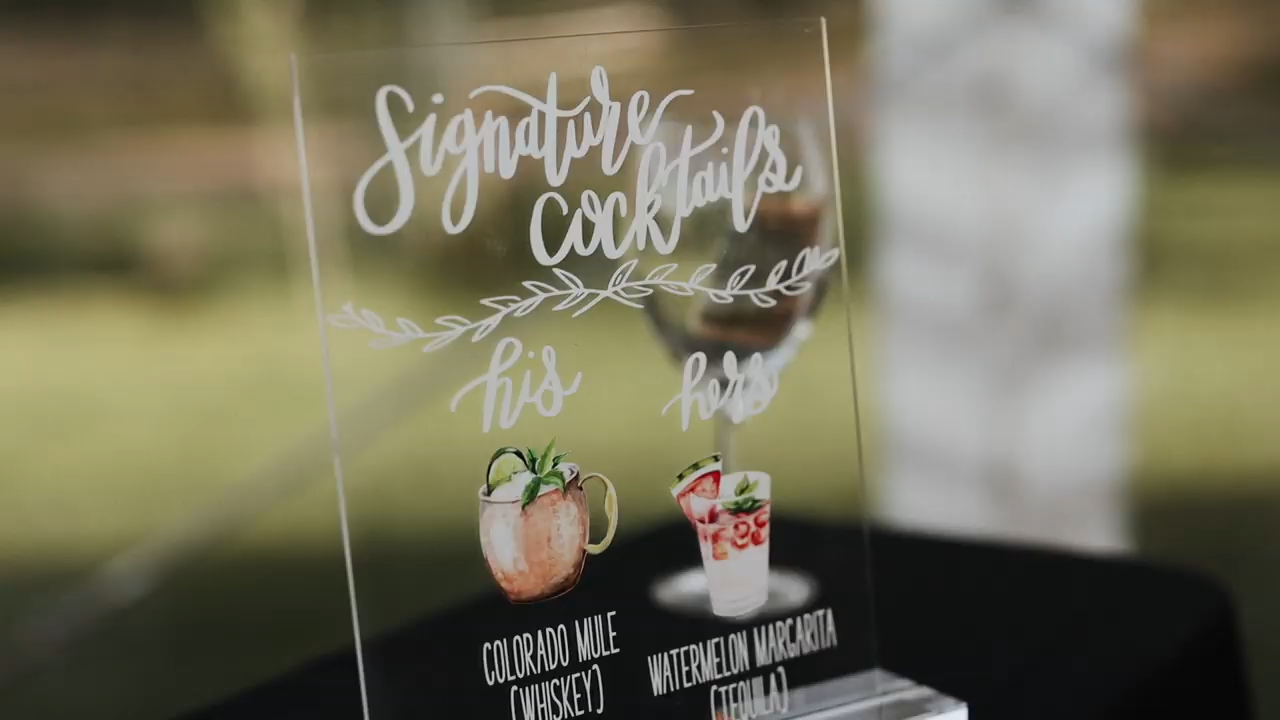 Signature
cocktails
his hers
COLORADO MULE WATERMELON MARGARITA
(WHISKEY) (TEQUILA)